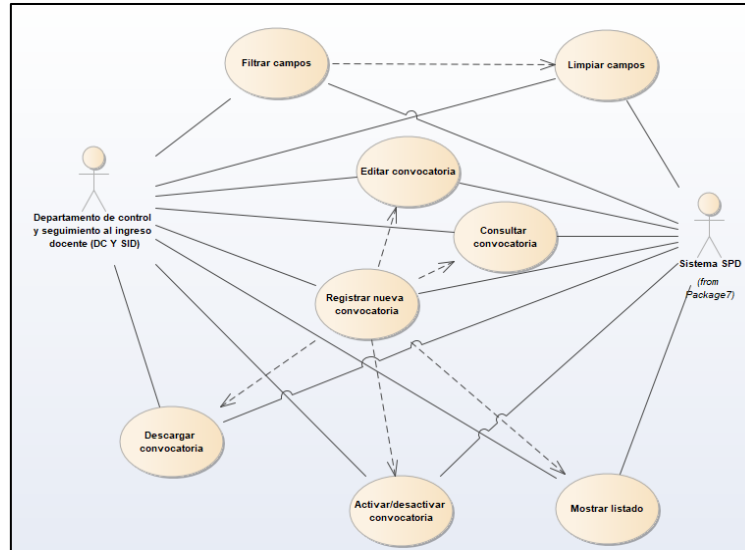 Filtrar campos
Limpiar campos
Editar convocatoria
Departamento de control
y seguimiento al ingreso
docente (DC Y SID)
Consultar
convocatoria
Sistema SPD
(from
Package7)
Registrar nueva
convocatoria
Descargar
convocatoria
Activar/desactivar
convocatoria
Mostrar listado